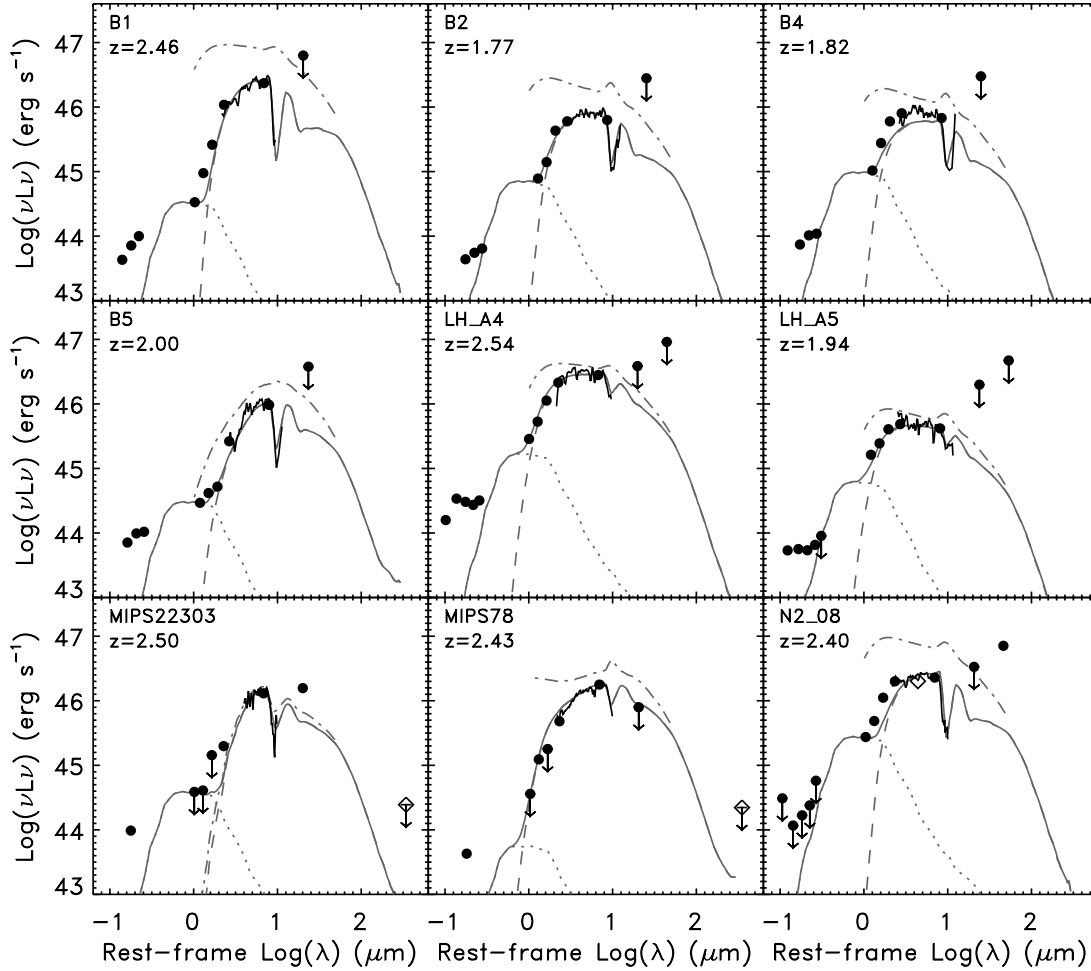 B1
z=2.46
B2
z=1.77
B4
z=1.82
47
46
45
44
43
Log(νLν) (erg s⁻¹)
B5
z=2.00
LH_A4
z=2.54
LH_A5
z=1.94
47
46
45
44
43
Log(νLν) (erg s⁻¹)
MIPS22303
z=2.50
MIPS78
z=2.43
N2_08
z=2.40
47
46
45
44
43
Log(νLν) (erg s⁻¹)
−1 0 1 2 −1 0 1 2 −1 0 1 2
Rest-frame Log(λ) (μm) Rest-frame Log(λ) (μm) Rest-frame Log(λ) (μm)